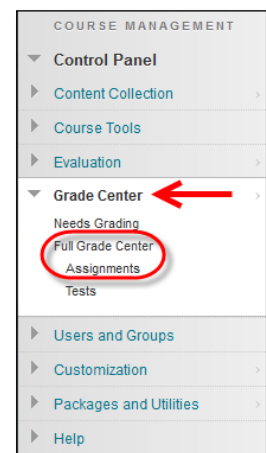 COURSE MANAGEMENT
Control Panel
Content Collection
Course Tools
Evaluation
Grade Center
Needs Grading
Full Grade Center
Assignments
Tests
Users and Groups
Customization
Packages and Utilities
Help